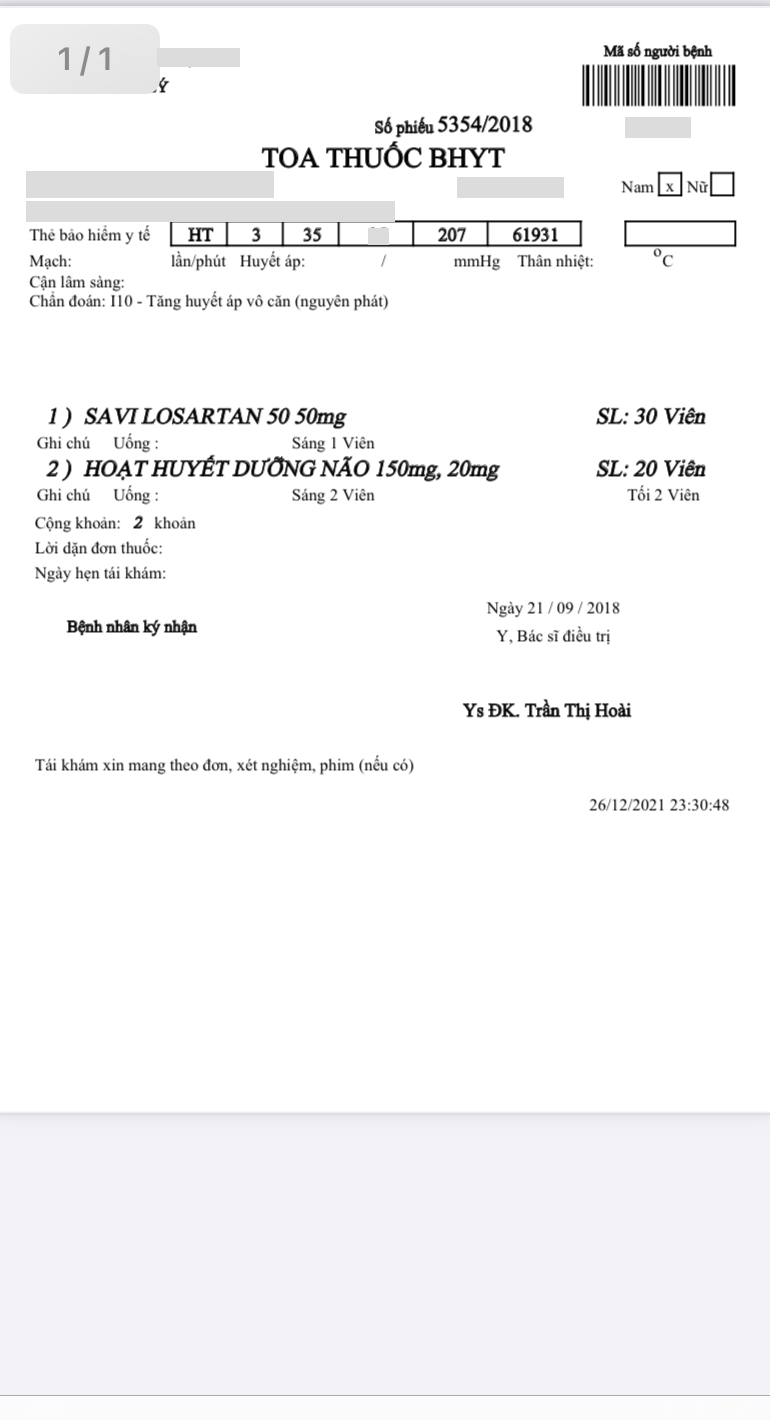 1/1
Mã số người bệnh
Số phiếu 5354/2018
TOA THUỐC BHYT
Nam x Nữ
Thẻ bảo hiểm y tế HT 3 35 207 61931
Mạch: lần/phút Huyết áp: / mmHg Thân nhiệt: °C
Cận lâm sàng:
Chẩn đoán: I10 - Tăng huyết áp vô căn (nguyên phát)
1 ) SAVI LOSARTAN 50 50mg SL: 30 Viên
Ghi chú Uống : Sáng 1 Viên
2 ) HOẠT HUYẾT DƯỠNG NÃO 150mg, 20mg SL: 20 Viên
Ghi chú Uống : Sáng 2 Viên Tối 2 Viên
Cộng khoản: 2 khoản
Lời dặn đơn thuốc:
Ngày hẹn tái khám:
Ngày 21 / 09 / 2018
Bệnh nhân ký nhận
Y, Bác sĩ điều trị
Ys ĐK. Trần Thị Hoài
Tái khám xin mang theo đơn, xét nghiệm, phim (nếu có)
26/12/2021 23:30:48